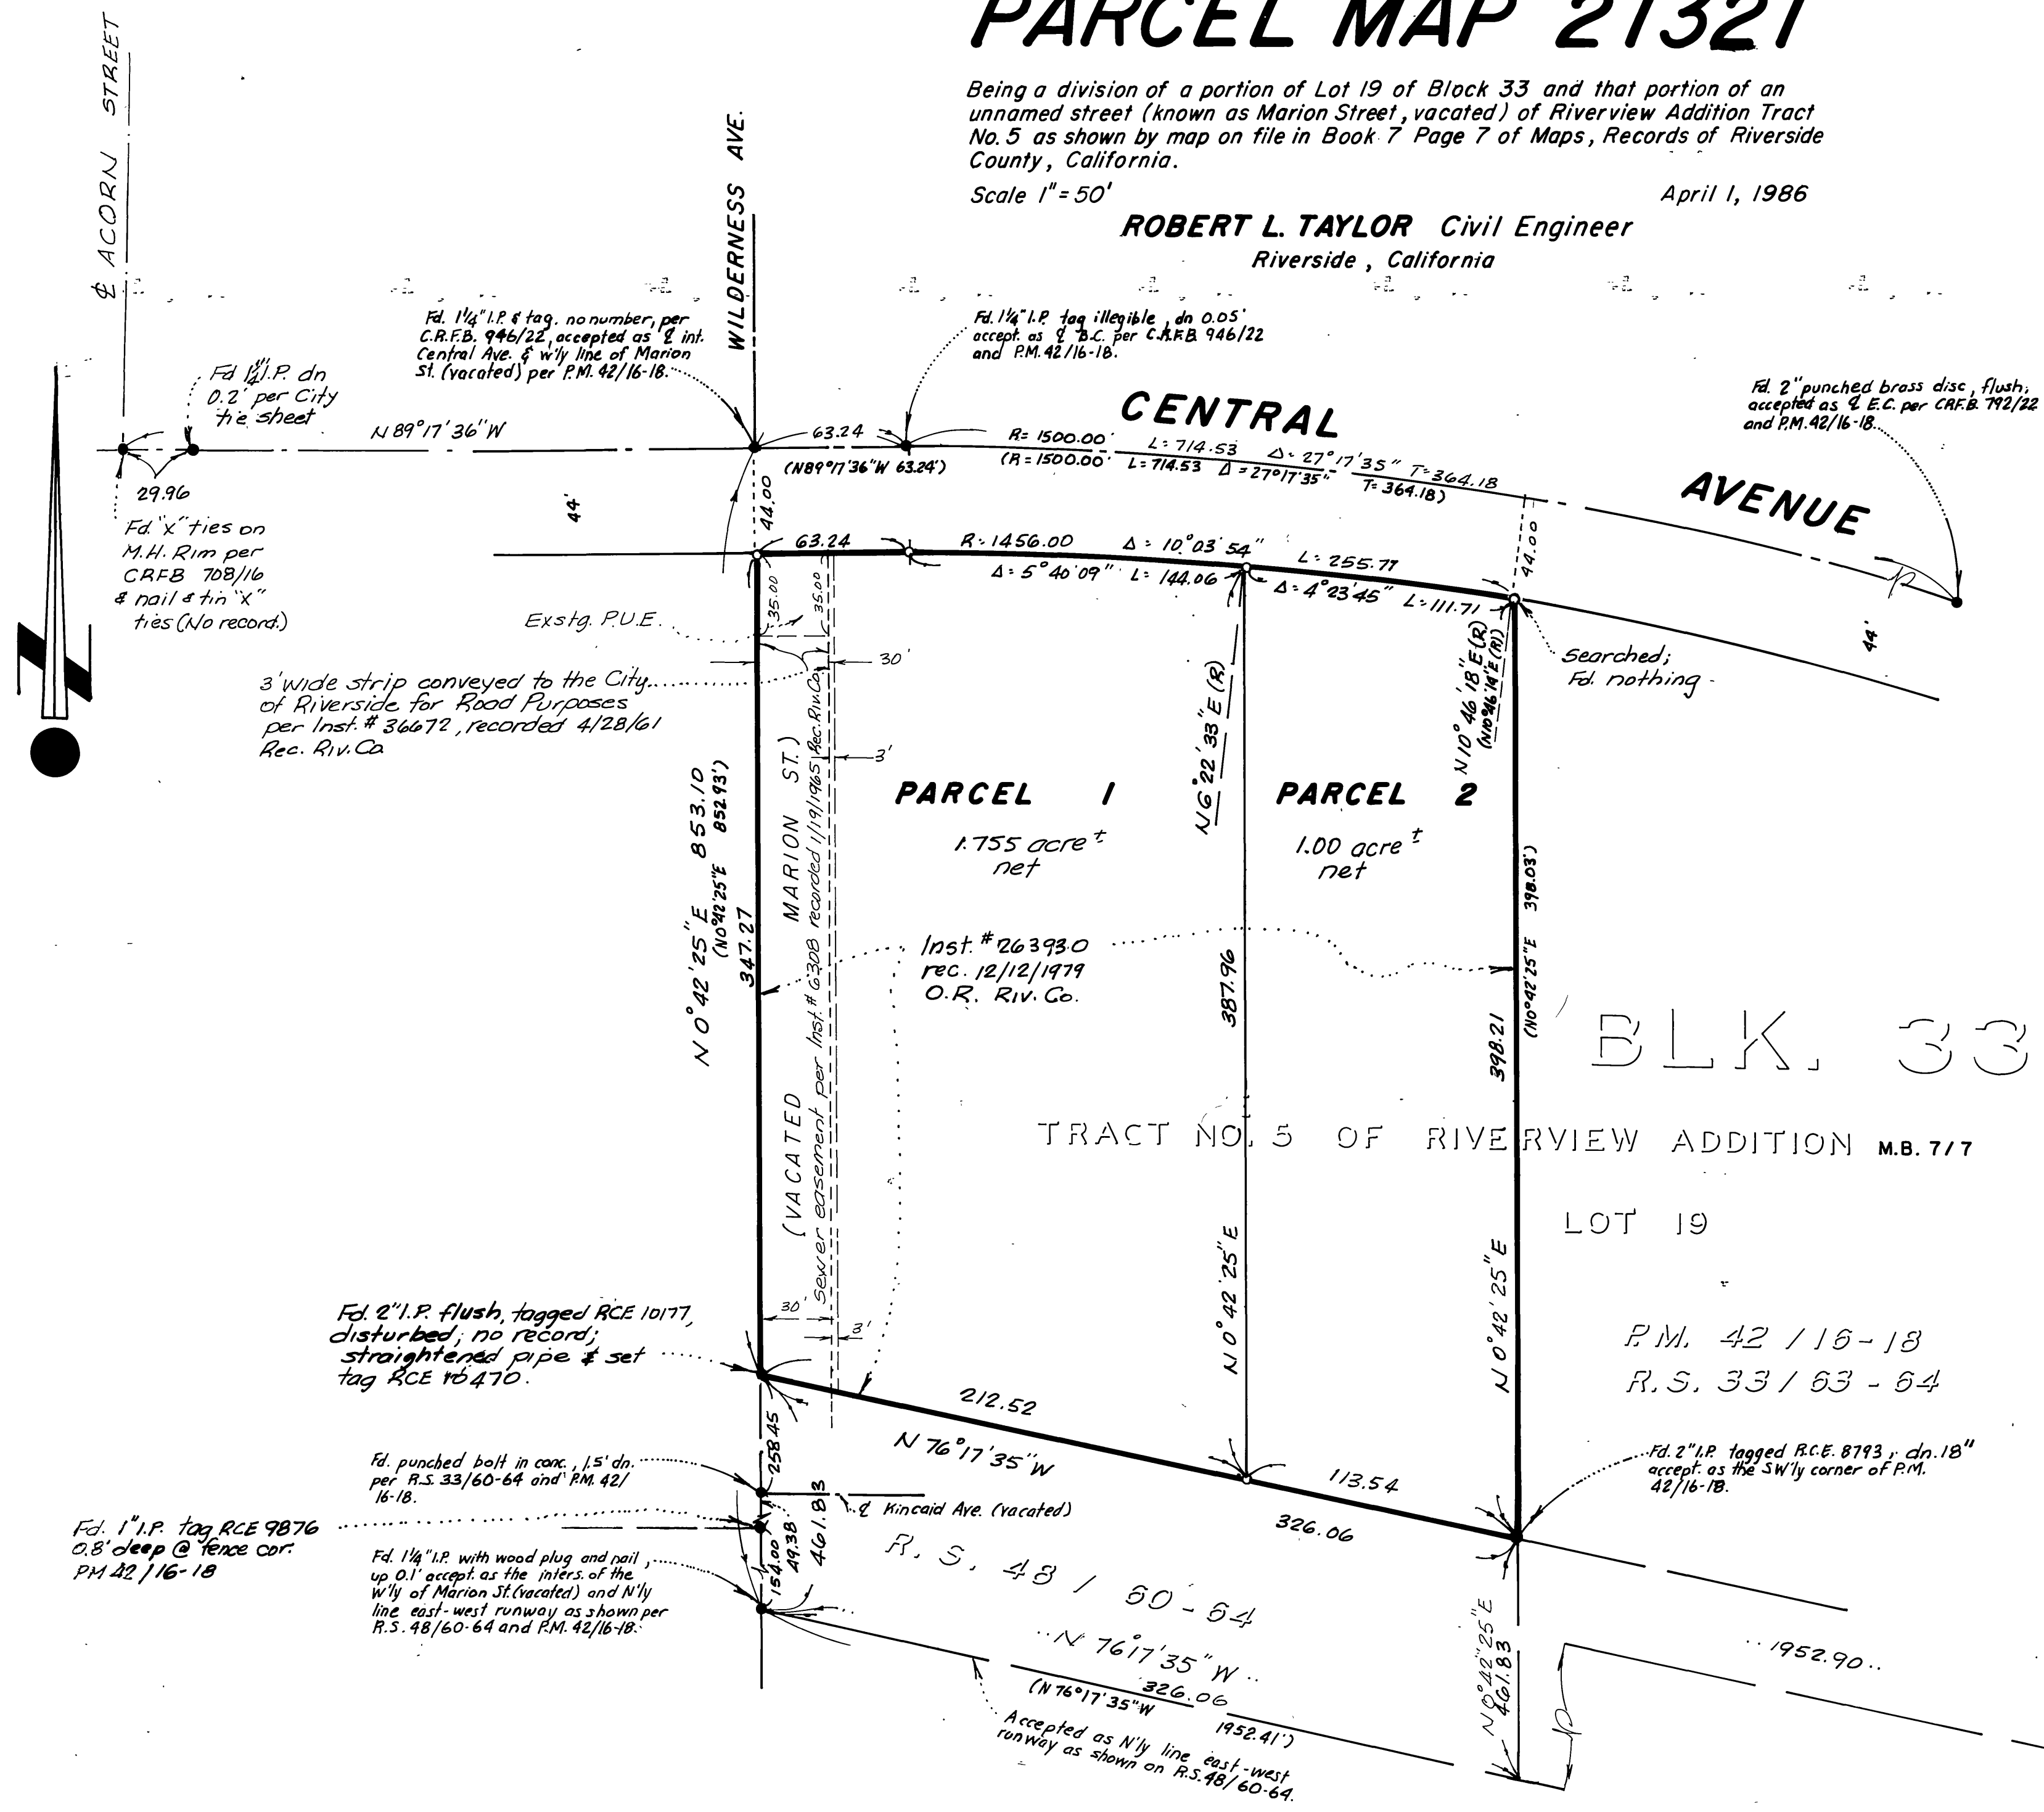 PARCEL MAP 21321
Being a division of a portion of Lot 19 of Block 33 and that portion of an
unnamed street (known as Marion Street, vacated) of Riverview Addition Tract
No. 5 as shown by map on file in Book 7 Page 7 of Maps, Records of Riverside
County, California.
Scale 1"=50'
April 1, 1986
ROBERT L. TAYLOR Civil Engineer
Riverside, California
℄ ACORN STREET
WILDERNESS AVE.
Fd. 1¼" I.P. & tag. no number, per
C.R.F.B. 946/22, accepted as ℄ int.
Central Ave. & w'ly line of Marion
St. (vacated) per P.M. 42/16-18.
Fd. 1¼" I.P. tag illegible, dn 0.05'
accept. as ℄ B.C. per C.R.F.B 946/22
and P.M. 42/16-18.
Fd. 2" punched brass disc, flush,
accepted as ℄ E.C. per C.R.F.B. 792/22
and P.M. 42/16-18.
Fd 1¼" I.P. dn
0.2' per City
tie sheet
N 89°17'36" W
63.24
(N89°17'36"W 63.24')
CENTRAL
AVENUE
R= 1500.00' L= 714.53 Δ= 27°17'35" T= 364.18
(R=1500.00' L=714.53 Δ=27°17'35" T=364.18)
29.96
44'
44.00
44.00
44'
Fd. "X" ties on
M.H. Rim per
CRFB 708/16
& nail & tin "X"
ties (No record.)
63.24
R= 1456.00 Δ= 10°03'54" L= 255.77
Δ= 5°40'09" L= 144.06
Δ= 4°23'45" L= 111.71
35.00
35.00
Exstg. P.U.E.
30'
3' wide strip conveyed to the City
of Riverside for Road Purposes
per Inst. # 36672, recorded 4/28/61
Rec. Riv. Co.
3'
Searched;
Fd. nothing
N 6°22'33" E (R)
N 10°46'18" E (R)
(N10°46'14"E (R))
N 0°42'25" E 853.10
(N0°42'25"E 852.93')
347.27
(VACATED MARION ST.)
Sewer easement per Inst. # 6308 recorded 1/19/1965 Rec. Riv. Co.
PARCEL 1
1.755 acre ±
net
PARCEL 2
1.00 acre ±
net
Inst. # 263930
rec. 12/12/1979
O.R. Riv. Co.
387.96
N 0°42'25" E
398.21
N 0°42'25" E
(N0°42'25"E 398.03')
BLK. 33
TRACT NO. 5 OF RIVERVIEW ADDITION M.B. 7/7
LOT 19
P.M. 42 / 16-18
R.S. 33 / 63 - 64
30'
3'
Fd. 2" I.P. flush, tagged RCE 10177,
disturbed; no record;
straightened pipe & set
tag RCE 16470.
212.52
N 76°17'35" W
113.54
326.06
Fd. 2" I.P. tagged R.C.E. 8793, dn. 18"
accept. as the SW'ly corner of P.M.
42/16-18.
Fd. punched bolt in conc., 1.5' dn.
per R.S. 33/60-64 and P.M. 42/
16-18.
258.45
461.83
℄ Kincaid Ave. (vacated)
Fd. 1" I.P. tag RCE 9876
0.8' deep @ fence cor.
PM 42/16-18
154.00
49.38
Fd. 1¼" I.P. with wood plug and nail,
up 0.1' accept. as the inters. of the
W'ly of Marion St. (vacated) and N'ly
line east-west runway as shown per
R.S. 48/60-64 and P.M. 42/16-18.
R.S. 48 / 60-64
N 76°17'35" W
326.06
(N 76°17'35"W 1952.41')
Accepted as N'ly line east-west
runway as shown on R.S. 48/60-64.
N 0°42'25" E
461.83
1952.90